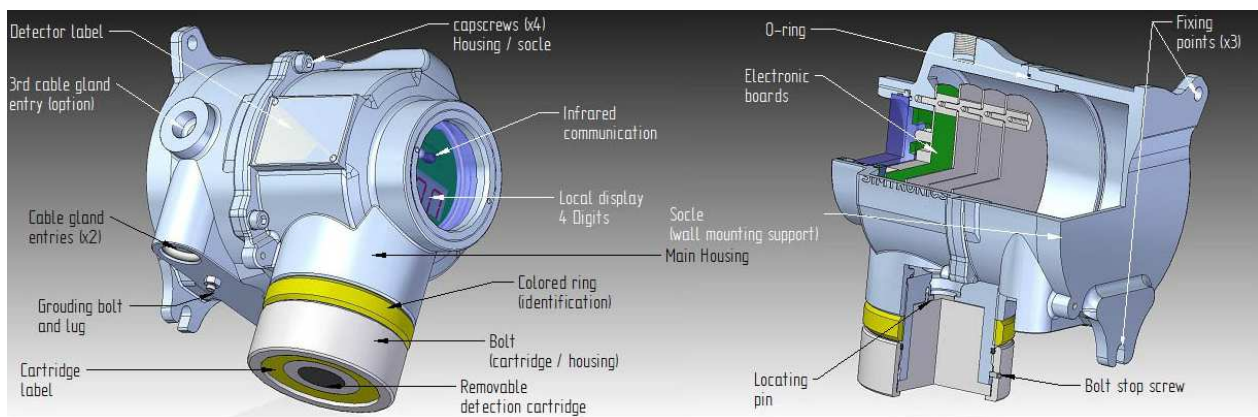 Detector label
3rd cable gland
entry (option)
Cable gland
entries (x2)
Grounding bolt
and lug
Cartridge
label
capscrews (x4)
Housing / socle
Infrared
communication
Local display
4 Digits
Main Housing
Colored ring
(identification)
Bolt
(cartridge / housing)
Removable
detection cartridge
O-ring
Electronic
boards
Socle
(wall mounting support)
Locating
pin
Fixing
points (x3)
Bolt stop screw
SIMTRONICS